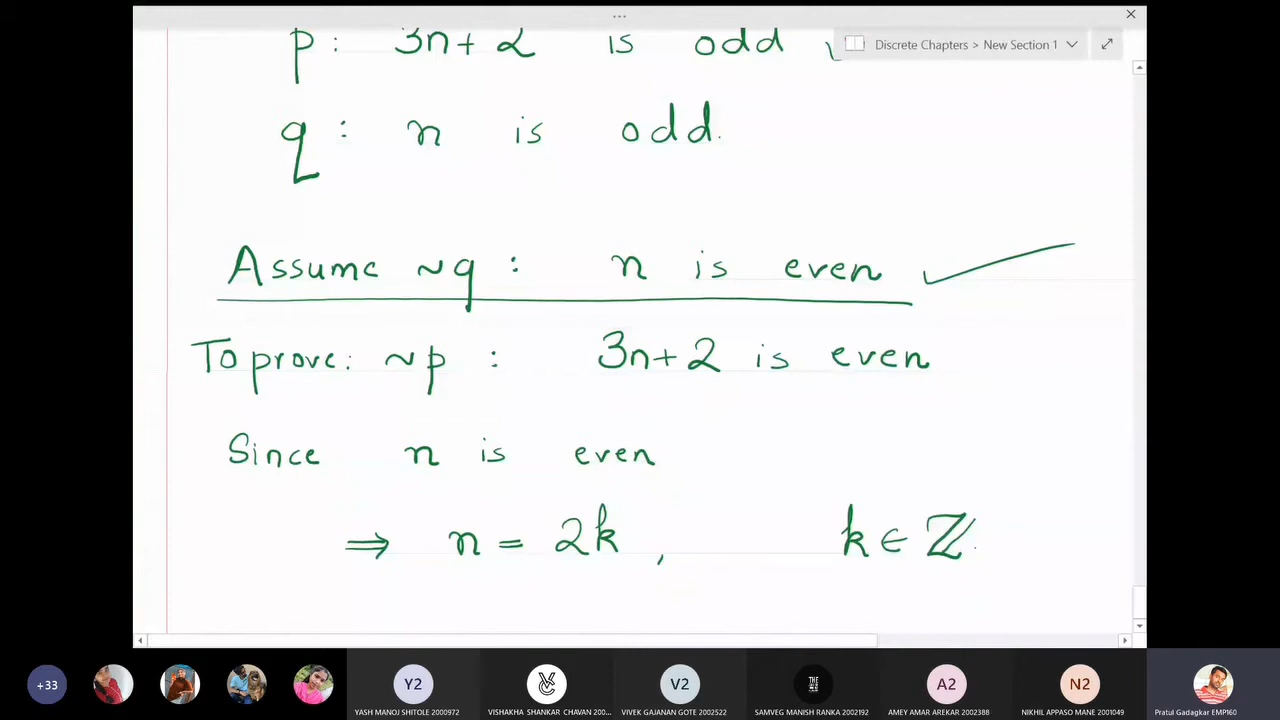 p : 3n+2 is odd
Discrete Chapters > New Section 1
q : n is odd.
Assume ~q : n is even
To prove: ~p : 3n+2 is even
Since n is even
⇒ n = 2k , k ∈ ℤ.
+33
Y2
V2
THE
A2
N2
YASH MANOJ SHITOLE 2000972
VISHAKHA SHANKAR CHAVAN 200...
VIVEK GAJANAN GOTE 2002522
SAMVEG MANISH RANKA 2002192
AMEY AMAR AREKAR 2002388
NIKHIL APPASO MANE 2001049
Pratul Gadagkar EMP160